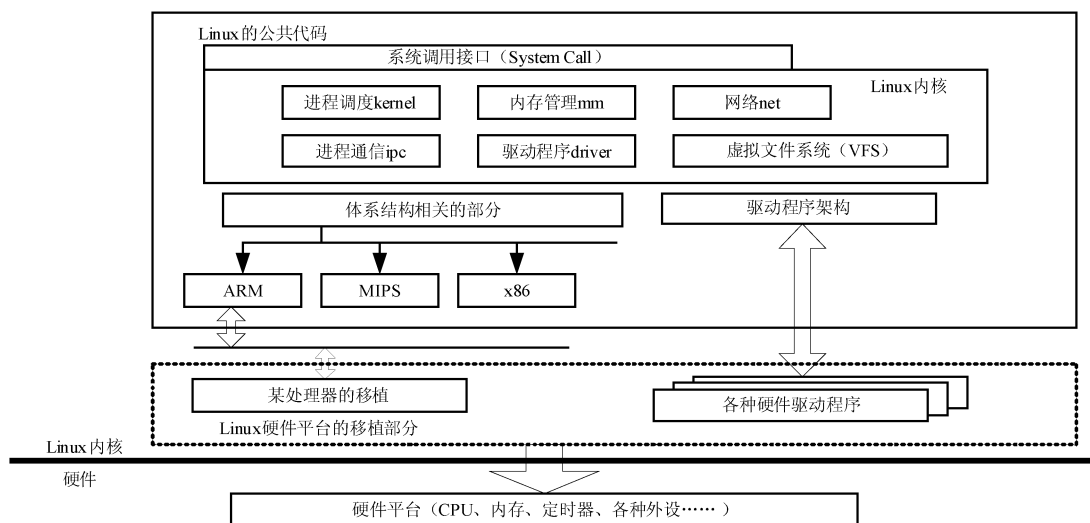 Linux的公共代码
系统调用接口（System Call）
Linux内核
进程调度kernel
内存管理mm
网络net
进程通信ipc
驱动程序driver
虚拟文件系统（VFS）
体系结构相关的部分
驱动程序架构
ARM
MIPS
x86
某处理器的移植
各种硬件驱动程序
Linux硬件平台的移植部分
Linux内核
硬件
硬件平台（CPU、内存、定时器、各种外设……）